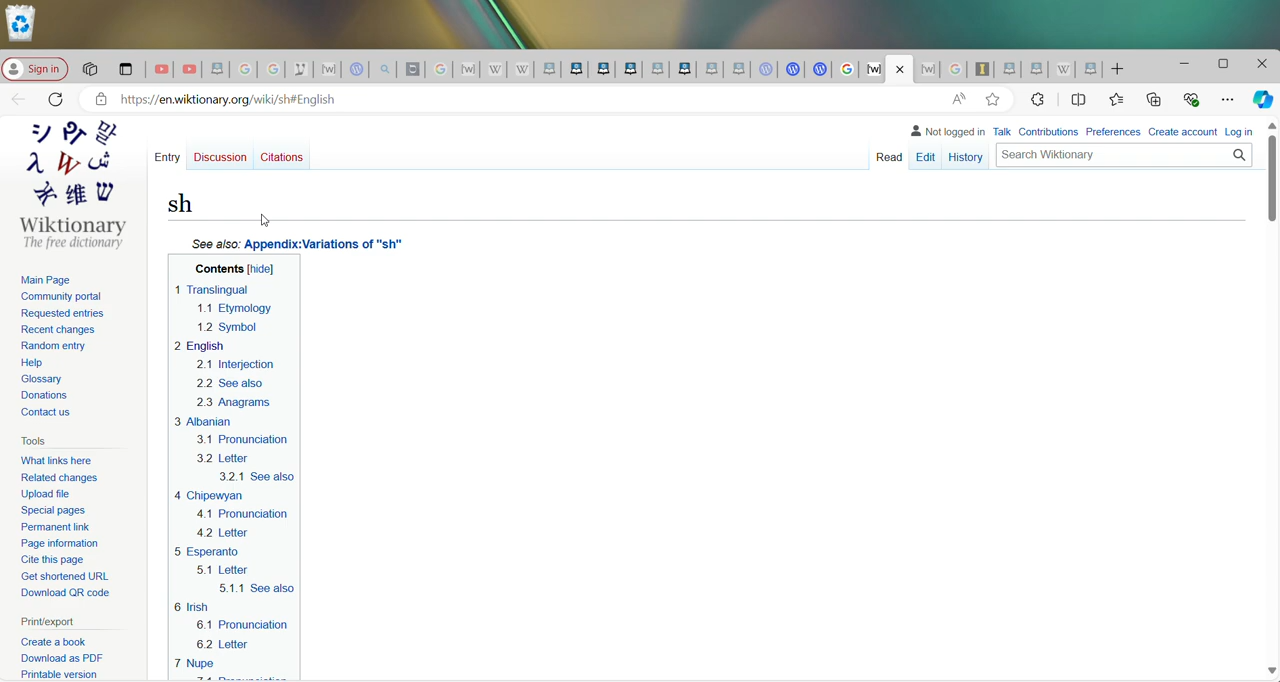 Sign in
https://en.wiktionary.org/wiki/sh#English
Not logged in Talk Contributions Preferences Create account Log in
Entry Discussion Citations Read Edit History Search Wiktionary
Wiktionary
The free dictionary
Main Page
Community portal
Requested entries
Recent changes
Random entry
Help
Glossary
Donations
Contact us
Tools
What links here
Related changes
Upload file
Special pages
Permanent link
Page information
Cite this page
Get shortened URL
Download QR code
Print/export
Create a book
Download as PDF
Printable version
sh
See also: Appendix:Variations of "sh"
Contents [hide]
1 Translingual
1.1 Etymology
1.2 Symbol
2 English
2.1 Interjection
2.2 See also
2.3 Anagrams
3 Albanian
3.1 Pronunciation
3.2 Letter
3.2.1 See also
4 Chipewyan
4.1 Pronunciation
4.2 Letter
5 Esperanto
5.1 Letter
5.1.1 See also
6 Irish
6.1 Pronunciation
6.2 Letter
7 Nupe
7.1 Pronunciation